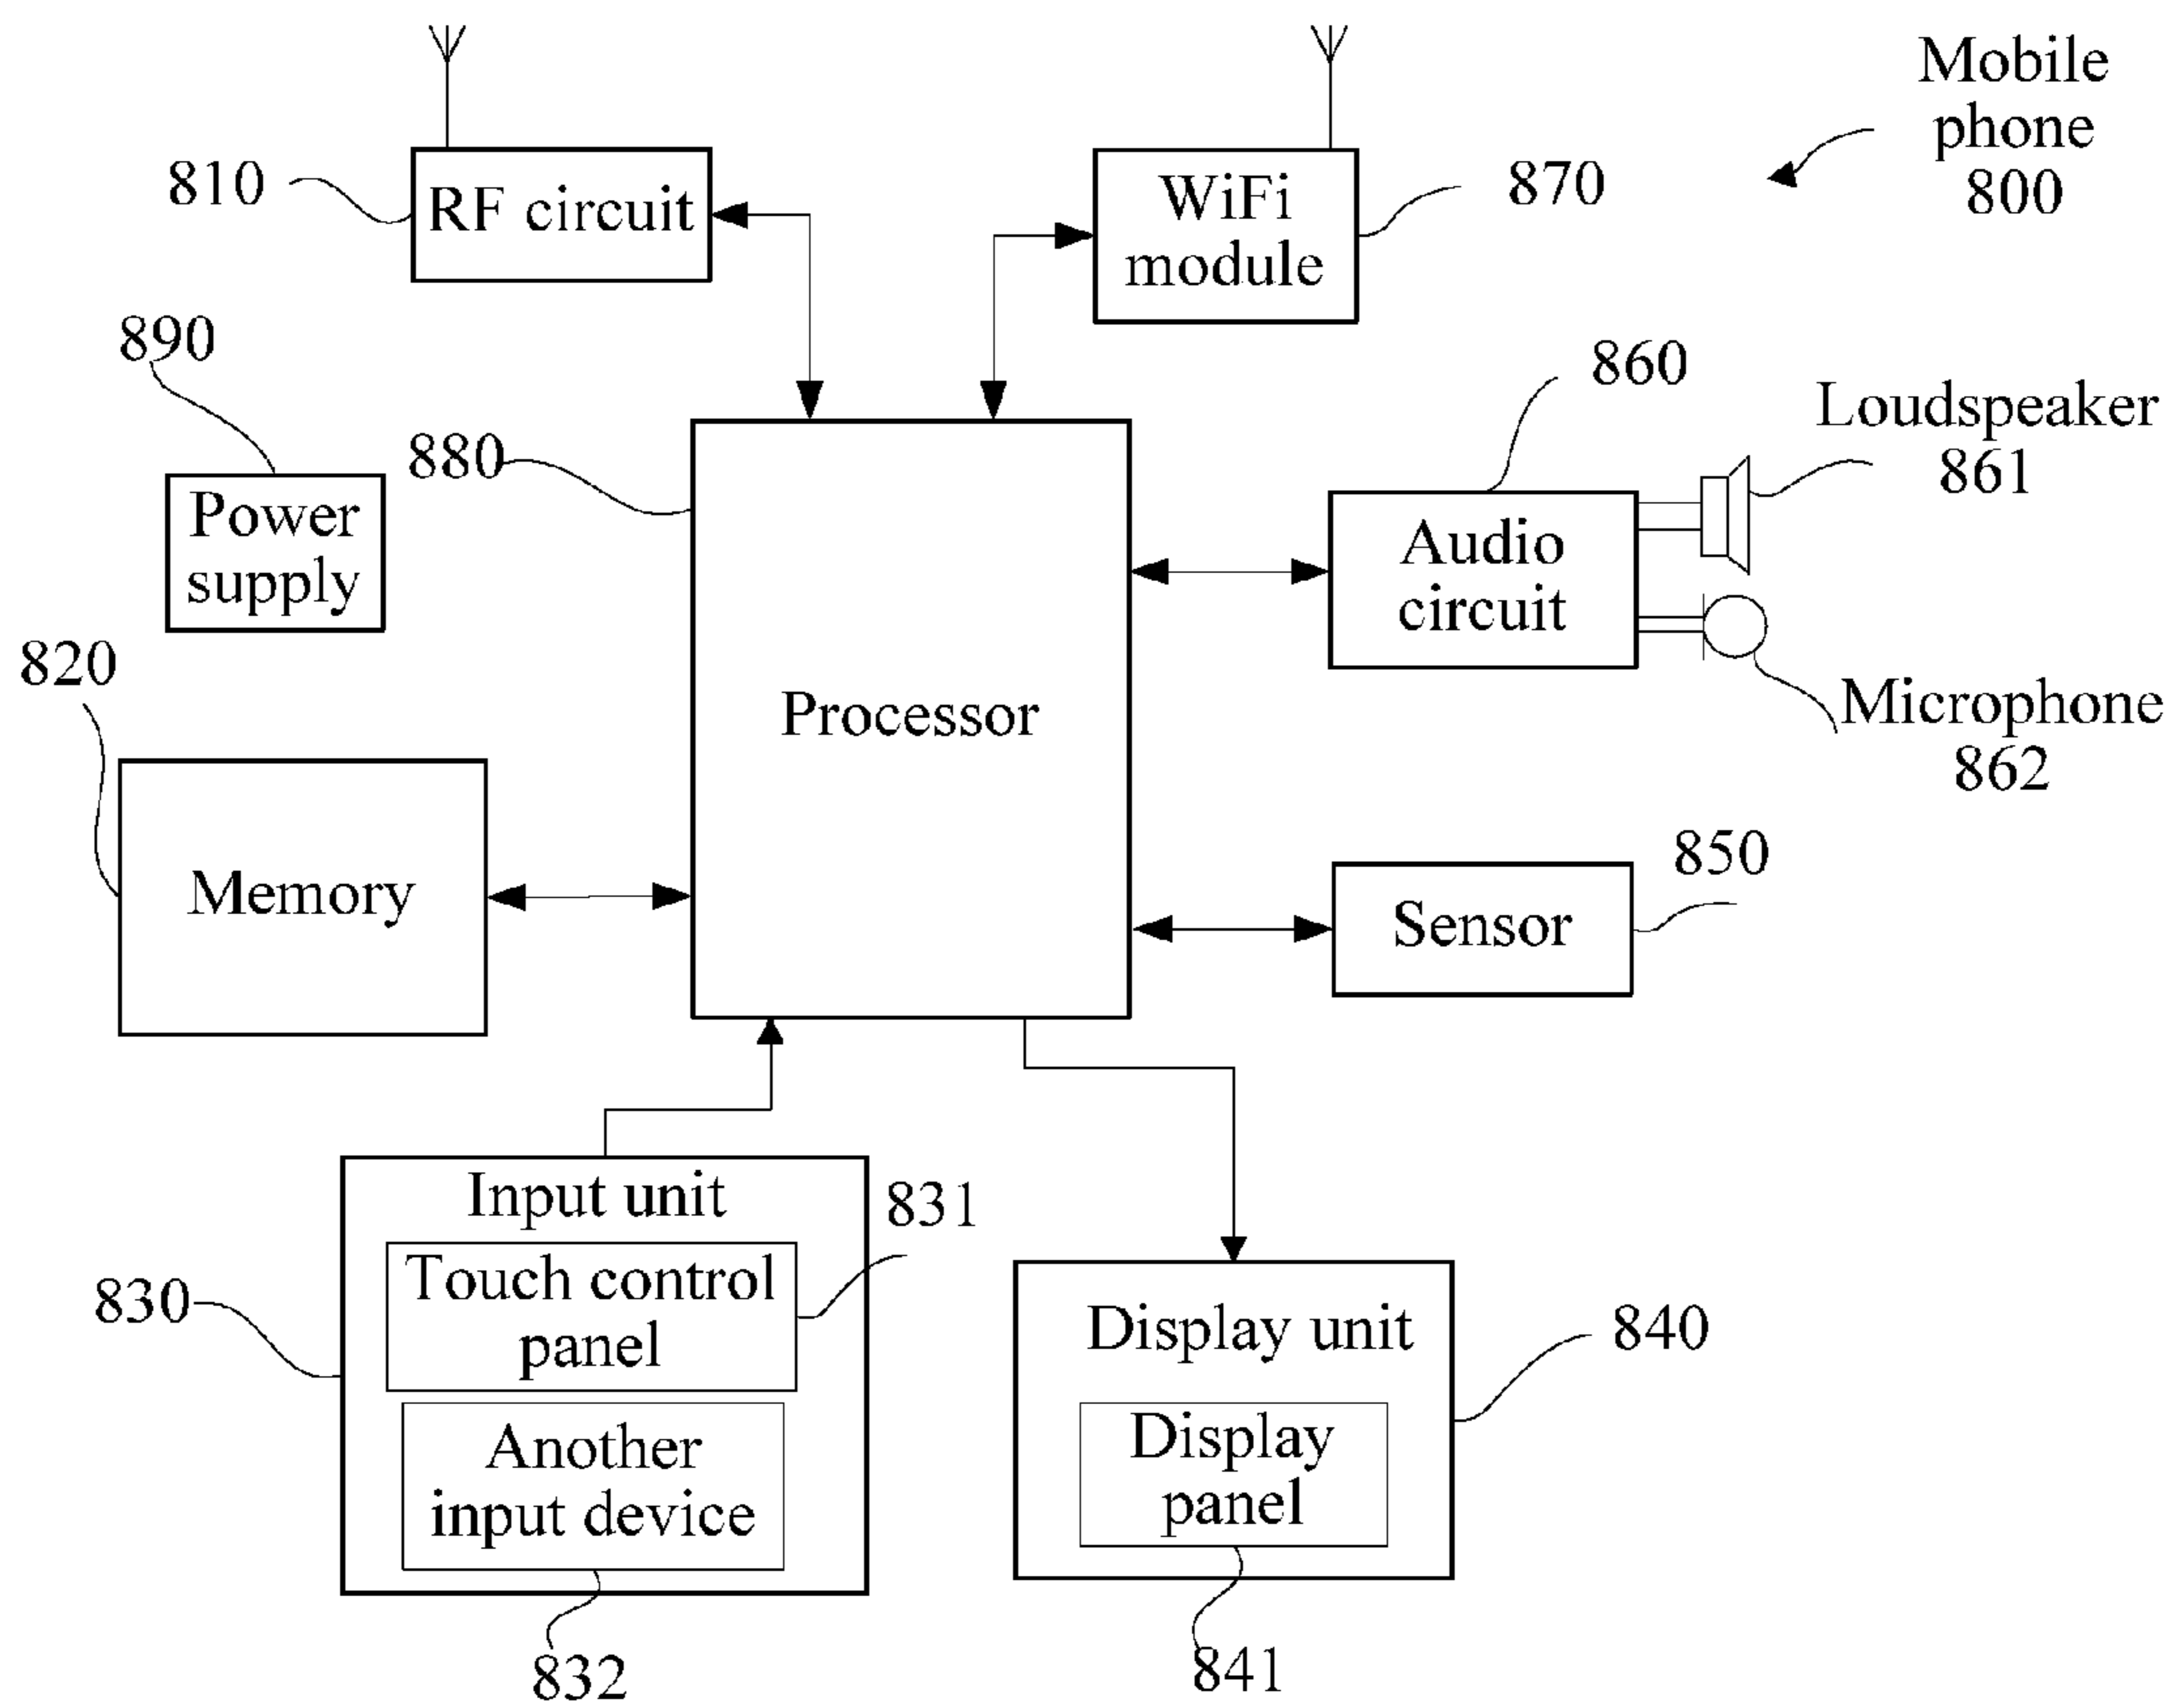 Mobile
phone
800
810
RF circuit
WiFi
module
870
890
880
860
Loudspeaker
861
Power
supply
Audio
circuit
820
Processor
Microphone
862
Memory
850
Sensor
Input unit
831
Touch control
panel
830
Another
input device
832
Display unit
840
Display
panel
841